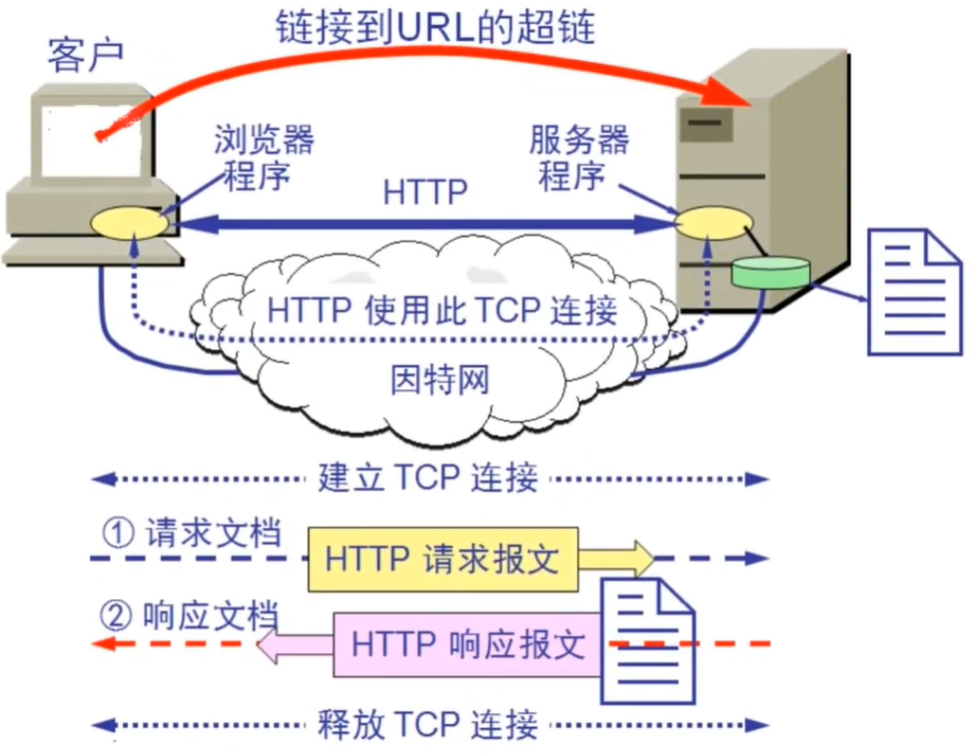 链接到URL的超链
客户
浏览器
程序
服务器
程序
HTTP
HTTP 使用此 TCP 连接
因特网
建立 TCP 连接
① 请求文档
HTTP 请求报文
② 响应文档
HTTP 响应报文
释放 TCP 连接